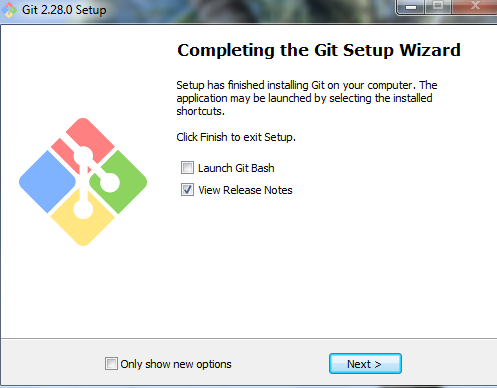 Git 2.28.0 Setup
Completing the Git Setup Wizard
Setup has finished installing Git on your computer. The
application may be launched by selecting the installed
shortcuts.
Click Finish to exit Setup.
Launch Git Bash
View Release Notes
Only show new options
Next >